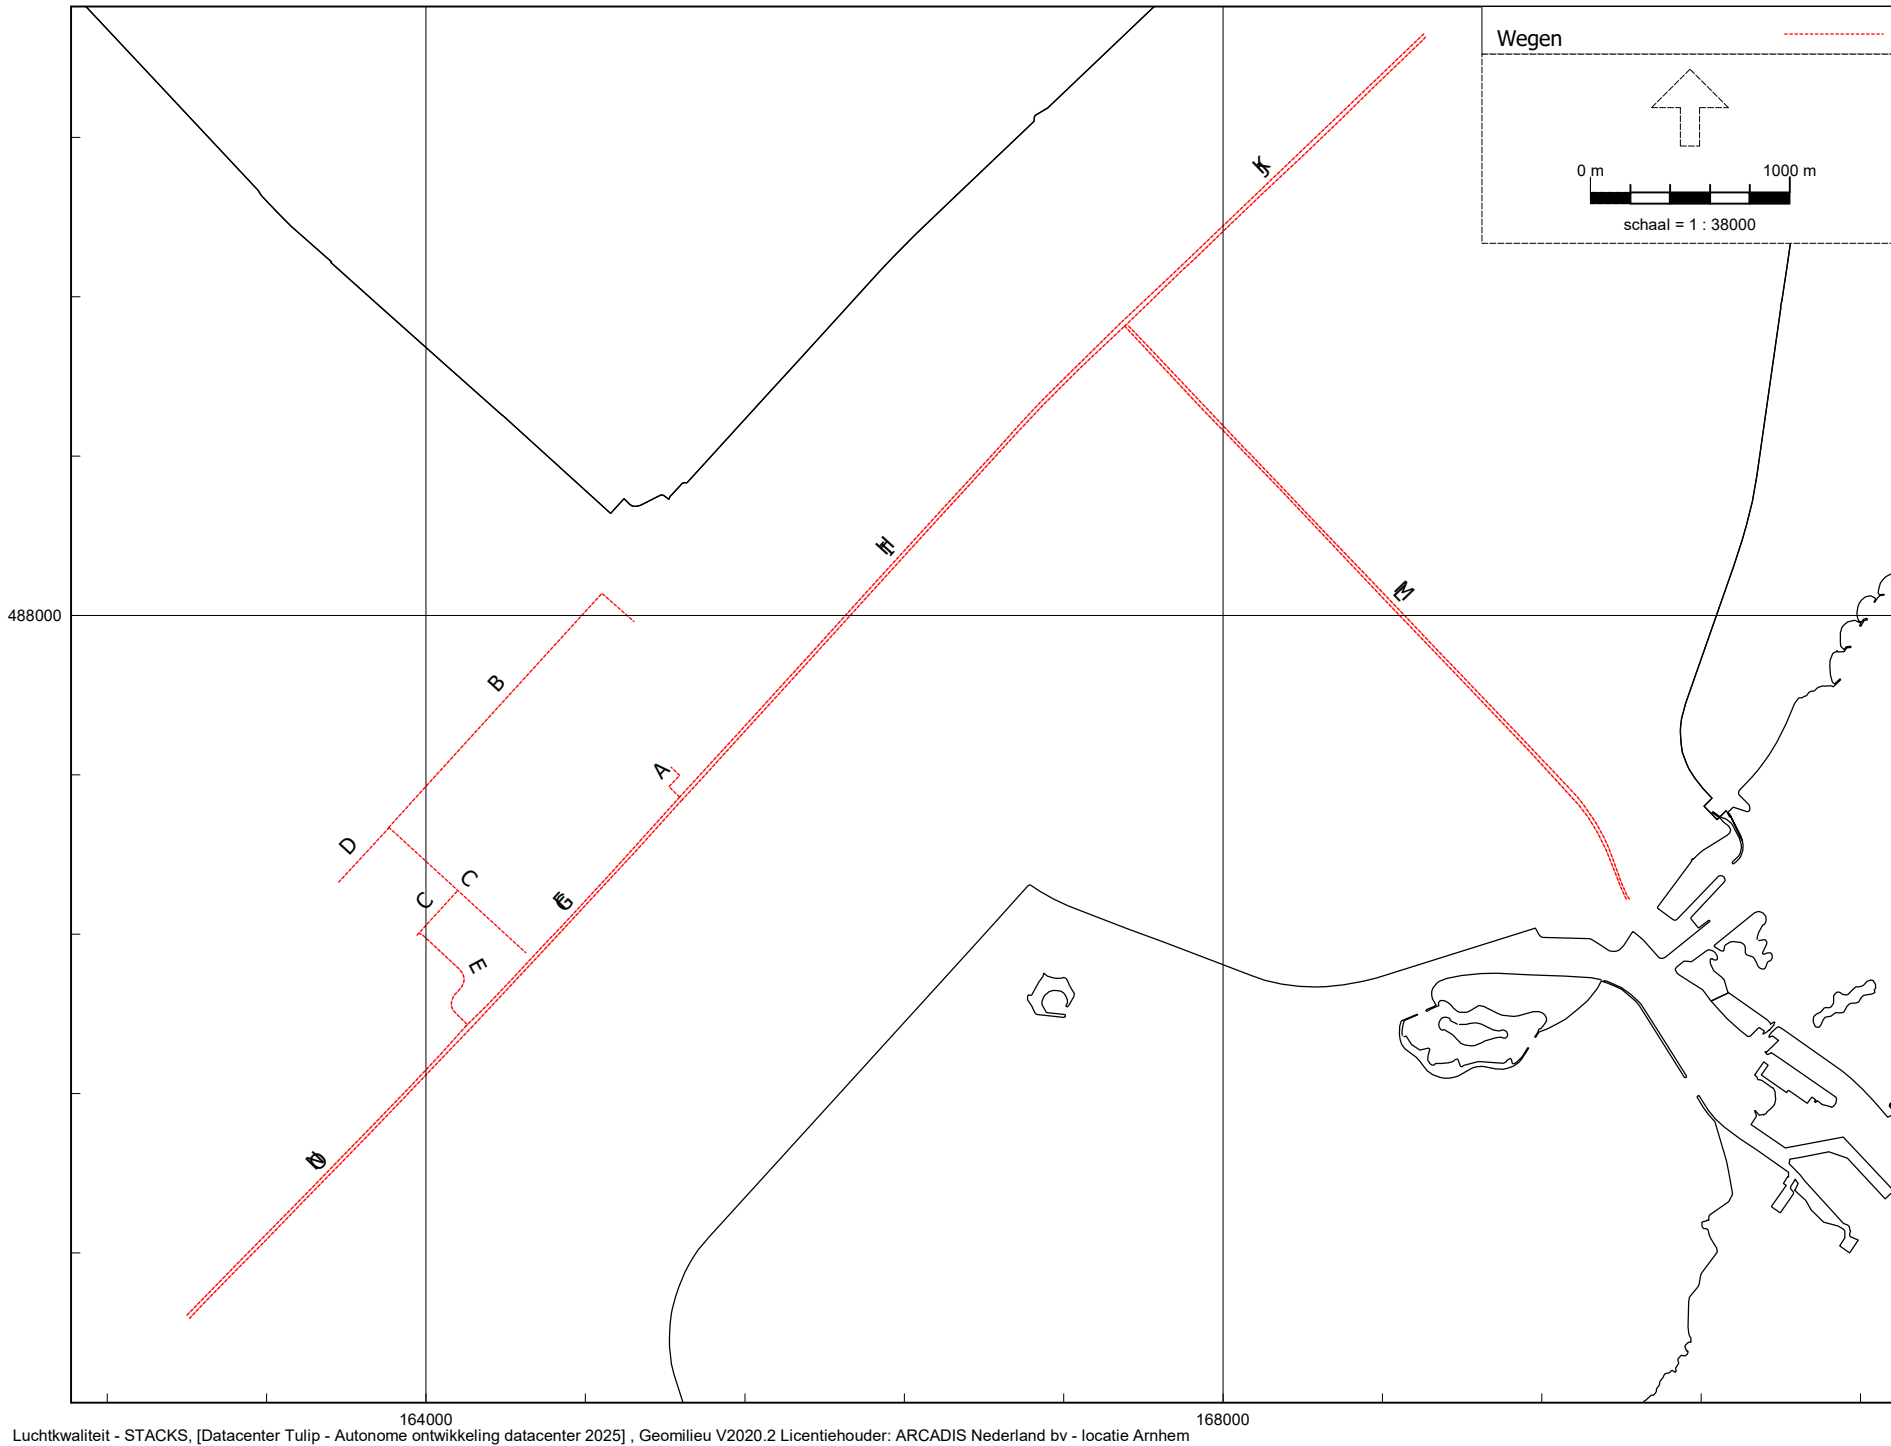 Wegen
0 m 1000 m
schaal = 1 : 38000
K
J
H
I
L
M
488000
B
A
D
C
C
F
G
E
N
O
164000 168000
Luchtkwaliteit - STACKS, [Datacenter Tulip - Autonome ontwikkeling datacenter 2025] , Geomilieu V2020.2 Licentiehouder: ARCADIS Nederland bv - locatie Arnhem